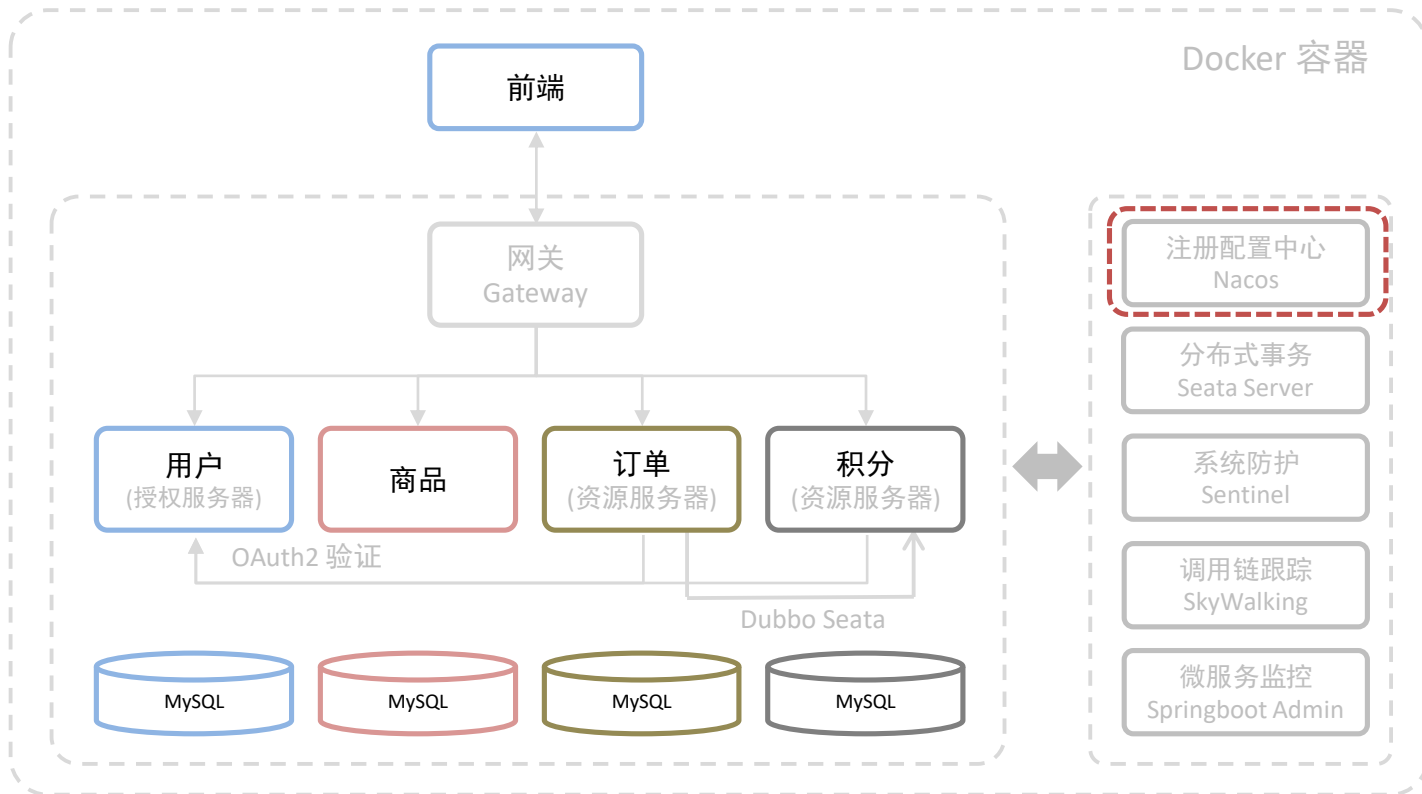 Docker 容器
前端
网关
Gateway
用户
(授权服务器)
商品
订单
(资源服务器)
积分
(资源服务器)
OAuth2 验证
Dubbo Seata
MySQL
MySQL
MySQL
MySQL
注册配置中心
Nacos
分布式事务
Seata Server
系统防护
Sentinel
调用链跟踪
SkyWalking
微服务监控
Springboot Admin